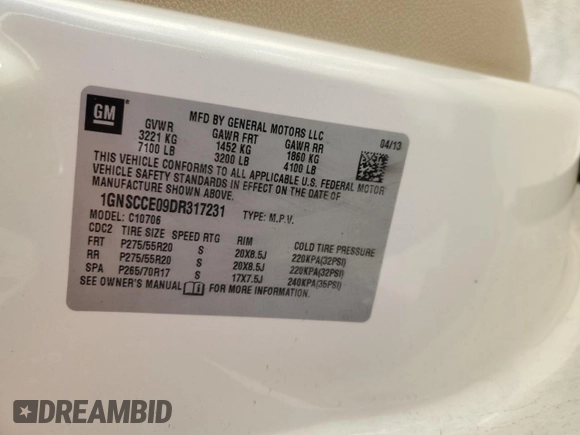 GM
MFD BY GENERAL MOTORS LLC
04/13
GVWR GAWR FRT GAWR RR
3221 KG 1452 KG 1860 KG
7100 LB 3200 LB 4100 LB
THIS VEHICLE CONFORMS TO ALL APPLICABLE U.S. FEDERAL MOTOR
VEHICLE SAFETY STANDARDS IN EFFECT ON THE DATE OF
MANUFACTURE SHOWN ABOVE.
1GNSCCE09DR317231 TYPE: M.P.V.
MODEL: C10706
CDC2 TIRE SIZE SPEED RTG RIM COLD TIRE PRESSURE
FRT P275/55R20 S 20X8.5J 220KPA(32PSI)
RR P275/55R20 S 20X8.5J 220KPA(32PSI)
SPA P265/70R17 S 17X7.5J 240KPA(35PSI)
SEE OWNER'S MANUAL FOR MORE INFORMATION.
DREAMBID